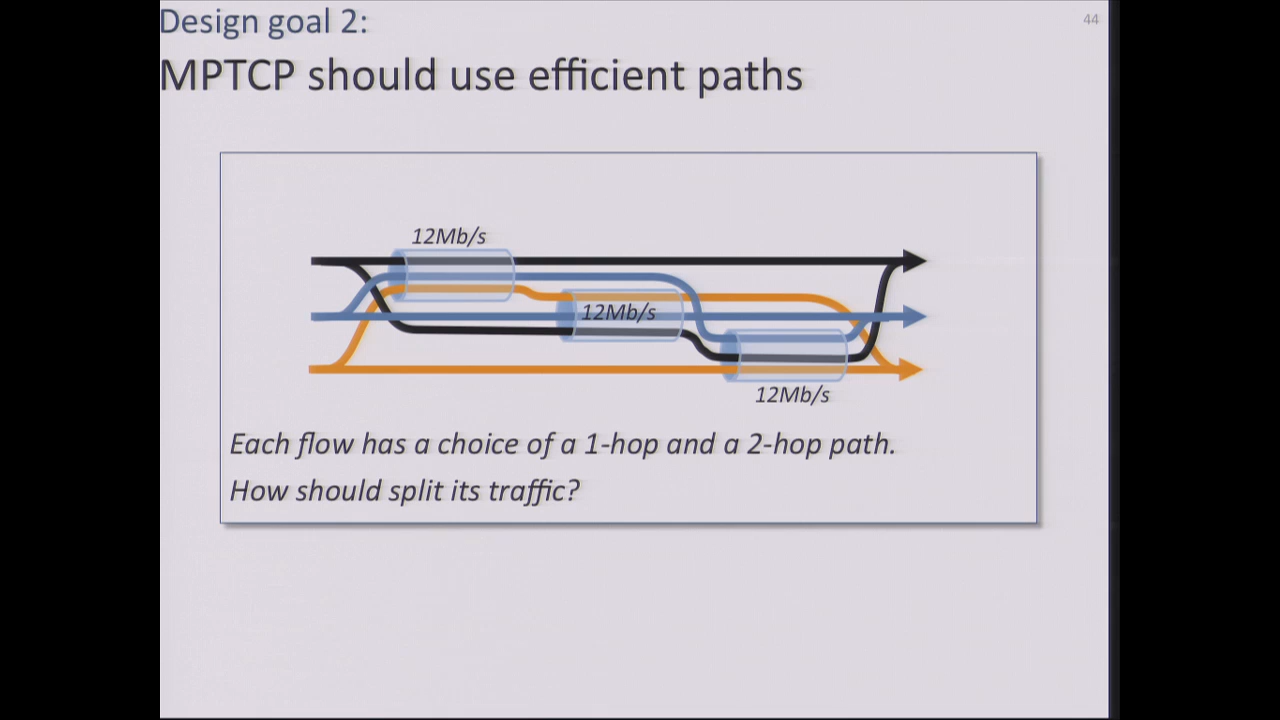 Design goal 2:
44
MPTCP should use efficient paths
12Mb/s
12Mb/s
12Mb/s
Each flow has a choice of a 1-hop and a 2-hop path.
How should split its traffic?